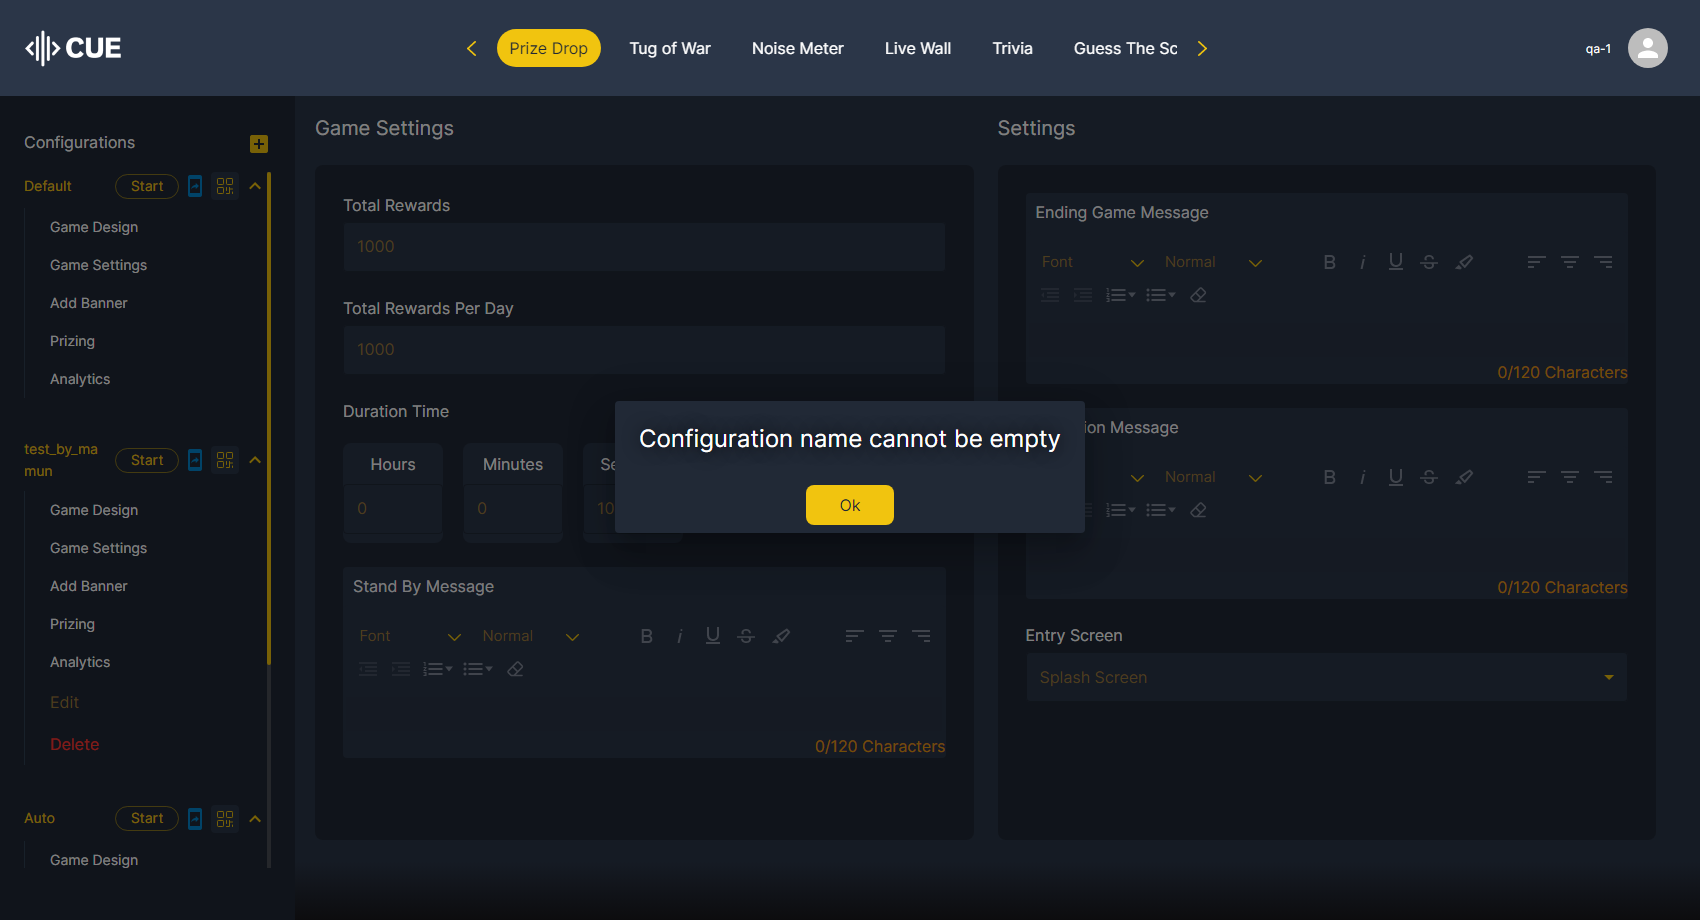 CUE
Prize Drop
Tug of War
Noise Meter
Live Wall
Trivia
Guess The Sc
qa-1
Configurations
Default
Start
Game Design
Game Settings
Add Banner
Prizing
Analytics
test_by_ma
mun
Start
Game Design
Game Settings
Add Banner
Prizing
Analytics
Edit
Delete
Auto
Start
Game Design
Game Settings
Total Rewards
1000
Total Rewards Per Day
1000
Duration Time
Hours
Minutes
Se
0
0
10
Stand By Message
Font
Normal
0/120 Characters
Configuration name cannot be empty
Ok
Settings
Ending Game Message
Font
Normal
0/120 Characters
ion Message
Normal
0/120 Characters
Entry Screen
Splash Screen